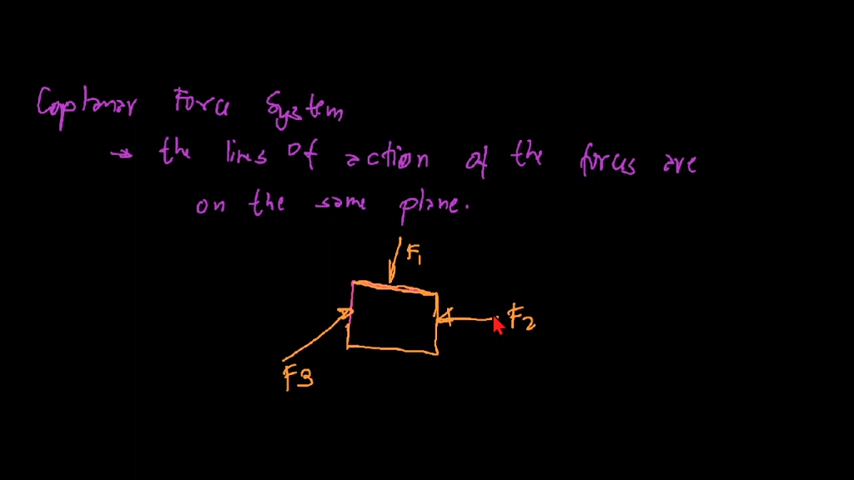 Coplanar Force System
→ the lines of action of the forces are
on the same plane.
F1
F2
F3